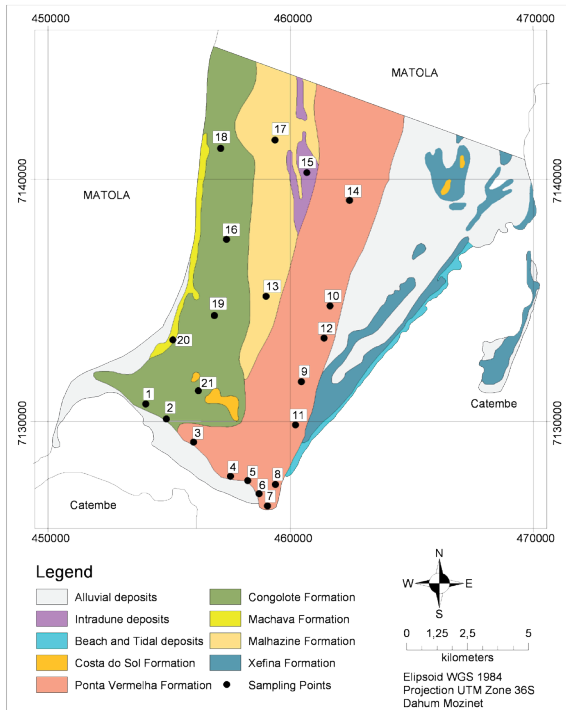 450000 460000 470000
MATOLA
17
18
15
7140000 7140000
MATOLA
14
16
13
10
19
12
20
9
21
1
Catembe
2
11
7130000 7130000
3
4
5
8
6
7
Catembe
450000 460000 470000
Legend
Alluvial deposits
Intradune deposits
Beach and Tidal deposits
Costa do Sol Formation
Ponta Vermelha Formation
Congolote Formation
Machava Formation
Malhazine Formation
Xefina Formation
Sampling Points
N
W E
S
0 1,25 2,5 5
kilometers
Elipsoid WGS 1984
Projection UTM Zone 36S
Dahum Mozinet